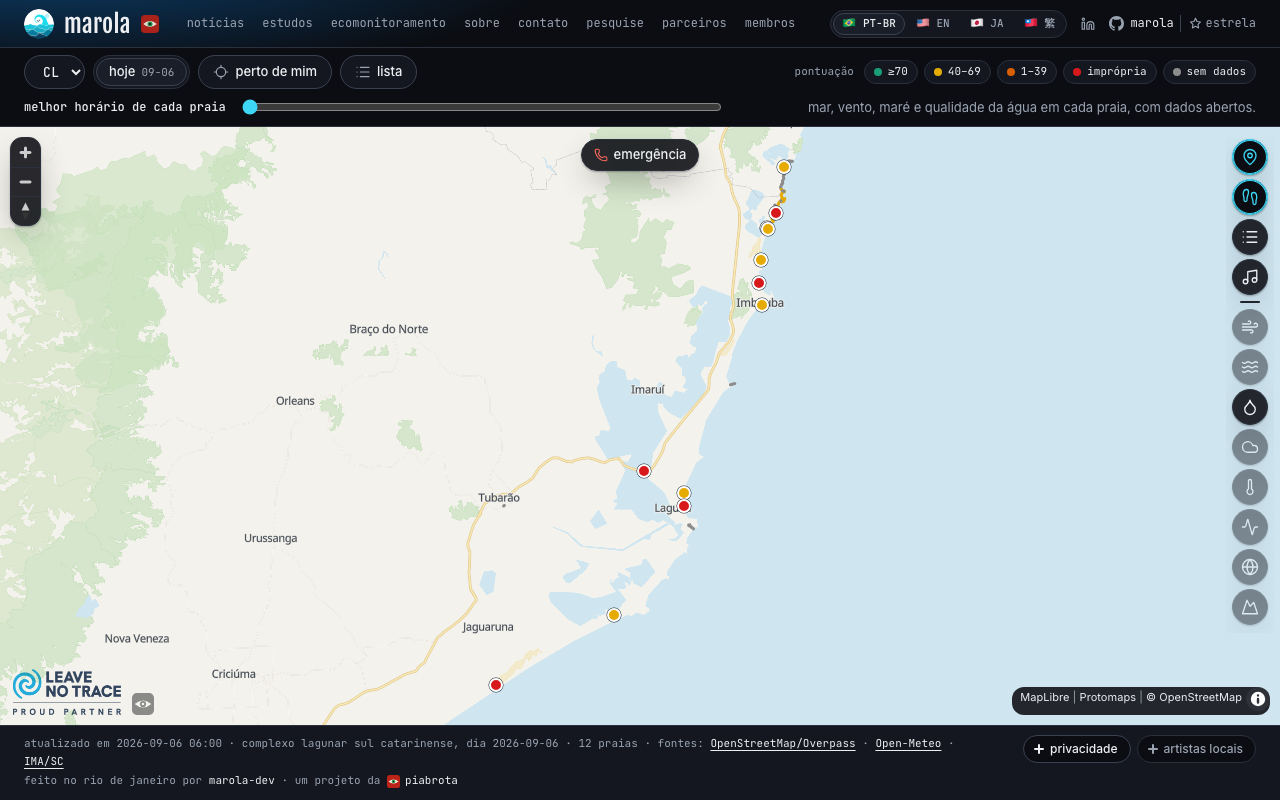 marola
notícias estudos ecomonitoramento sobre contato pesquise parceiros membros
PT-BR EN JA 繁
marola estrela
CL
hoje 09-06
perto de mim
lista
pontuação ≥70 40–69 1–39 imprópria sem dados
melhor horário de cada praia
mar, vento, maré e qualidade da água em cada praia, com dados abertos.
emergência
Braço do Norte
Imaruí
Orleans
Tubarão
Urussanga
Jaguaruna
Nova Veneza
Criciúma
LEAVE
NO TRACE
PROUD PARTNER
MapLibre | Protomaps | © OpenStreetMap
atualizado em 2026-09-06 06:00 · complexo lagunar sul catarinense, dia 2026-09-06 · 12 praias · fontes: OpenStreetMap/Overpass · Open-Meteo ·
IMA/SC
feito no rio de janeiro por marola-dev · um projeto da piabrota
privacidade
artistas locais